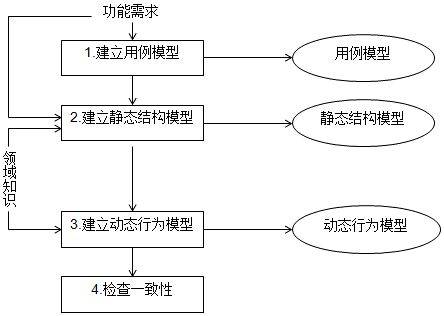 功能需求
1.建立用例模型
用例模型
2.建立静态结构模型
静态结构模型
领域知识
3.建立动态行为模型
动态行为模型
4.检查一致性